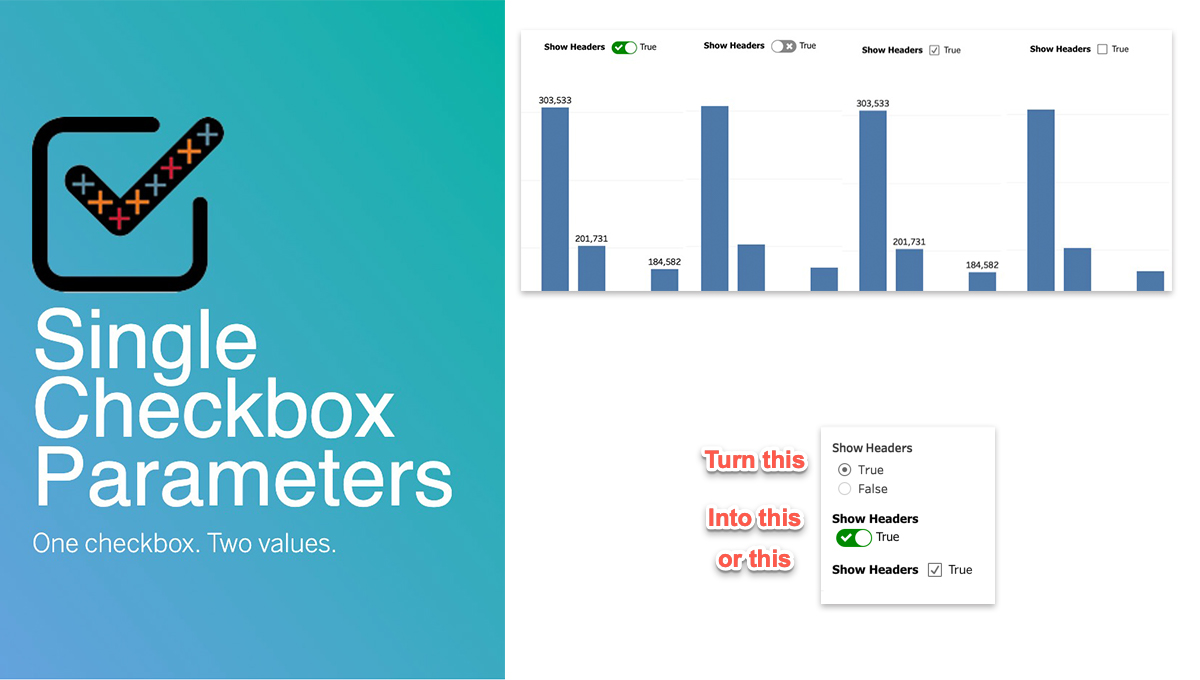 Single
Checkbox
Parameters
One checkbox. Two values.
Show Headers True
Show Headers True
Show Headers True
Show Headers True
303,533
201,731
184,582
303,533
201,731
184,582
Turn this
Into this
or this
Show Headers
True
False
Show Headers
True
Show Headers True